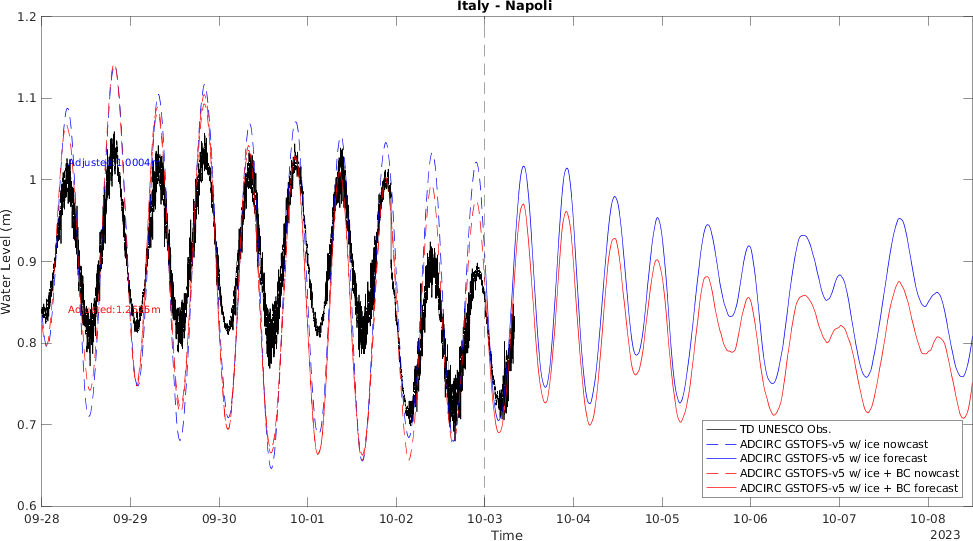 Italy - Napoli
Water Level (m)
1.2
1.1
1
0.9
0.8
0.7
0.6
09-28
09-29
09-30
10-01
10-02
10-03
10-04
10-05
10-06
10-07
10-08
Time
2023
TD UNESCO Obs.
ADCIRC GSTOFS-v5 w/ ice nowcast
ADCIRC GSTOFS-v5 w/ ice forecast
ADCIRC GSTOFS-v5 w/ ice + BC nowcast
ADCIRC GSTOFS-v5 w/ ice + BC forecast